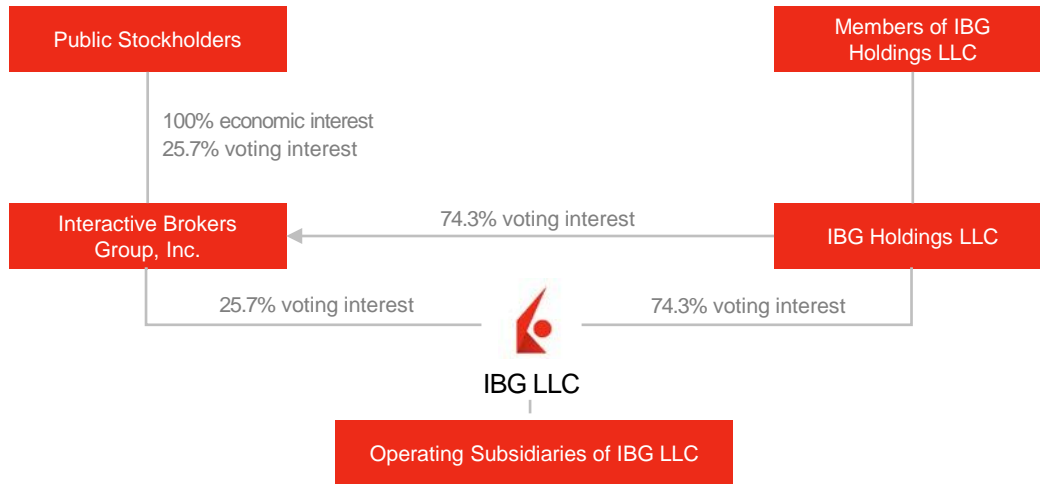 Public Stockholders
Members of IBG
Holdings LLC
100% economic interest
25.7% voting interest
Interactive Brokers
Group, Inc.
74.3% voting interest
IBG Holdings LLC
25.7% voting interest
74.3% voting interest
IBG LLC
Operating Subsidiaries of IBG LLC